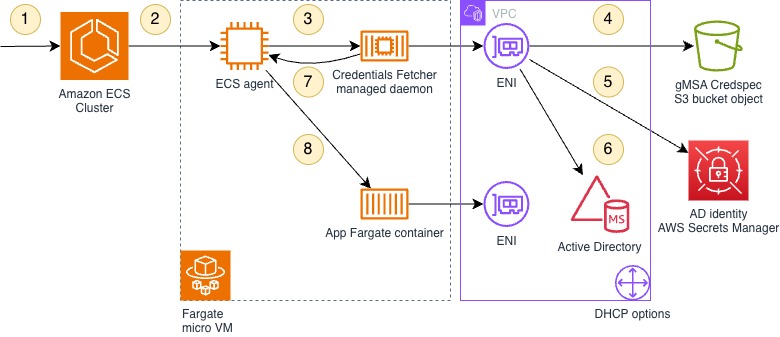 1
2
3
4
VPC
Amazon ECS
Cluster
ECS agent
Credentials Fetcher
managed daemon
ENI
gMSA Credspec
S3 bucket object
7
5
8
6
App Fargate container
ENI
MS
Active Directory
AD identity
AWS Secrets Manager
Fargate
micro VM
DHCP options